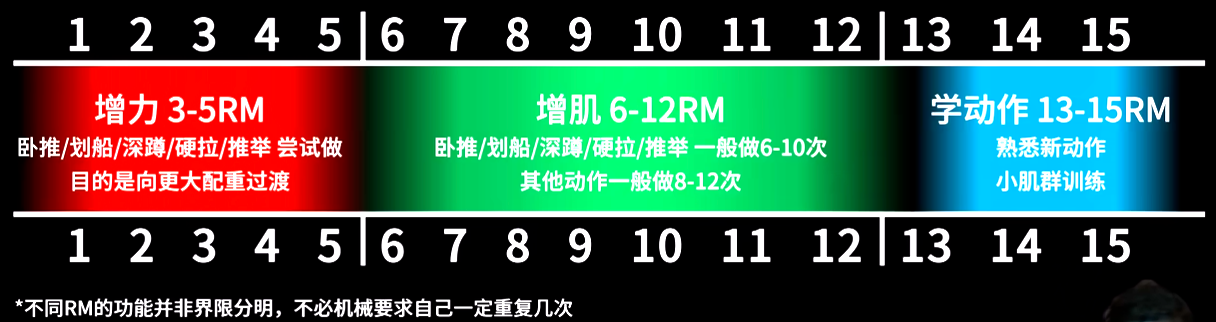 1 2 3 4 5 6 7 8 9 10 11 12 13 14 15
增力 3-5RM
卧推/划船/深蹲/硬拉/推举 尝试做
目的是向更大配重过渡
增肌 6-12RM
卧推/划船/深蹲/硬拉/推举 一般做6-10次
其他动作一般做8-12次
学动作 13-15RM
熟悉新动作
小肌群训练
1 2 3 4 5 6 7 8 9 10 11 12 13 14 15
*不同RM的功能并非界限分明，不必机械要求自己一定重复几次